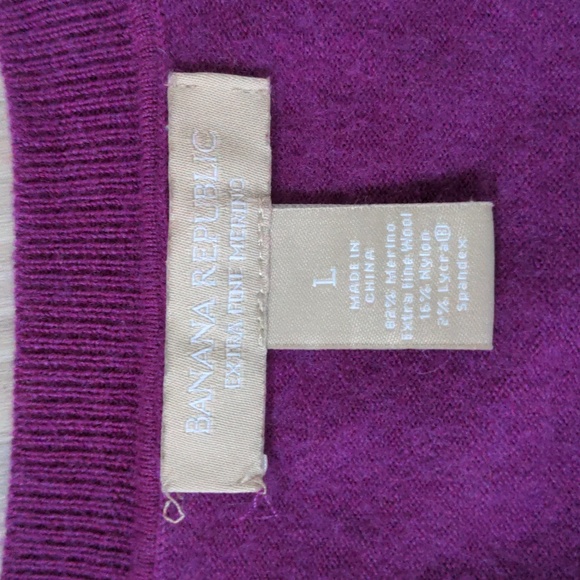 BANANA REPUBLIC
EXTRA FINE MERINO
L
MADE IN
CHINA
82% Merino
Extra Fine Wool
16% Nylon
2% Lycra®
Spandex